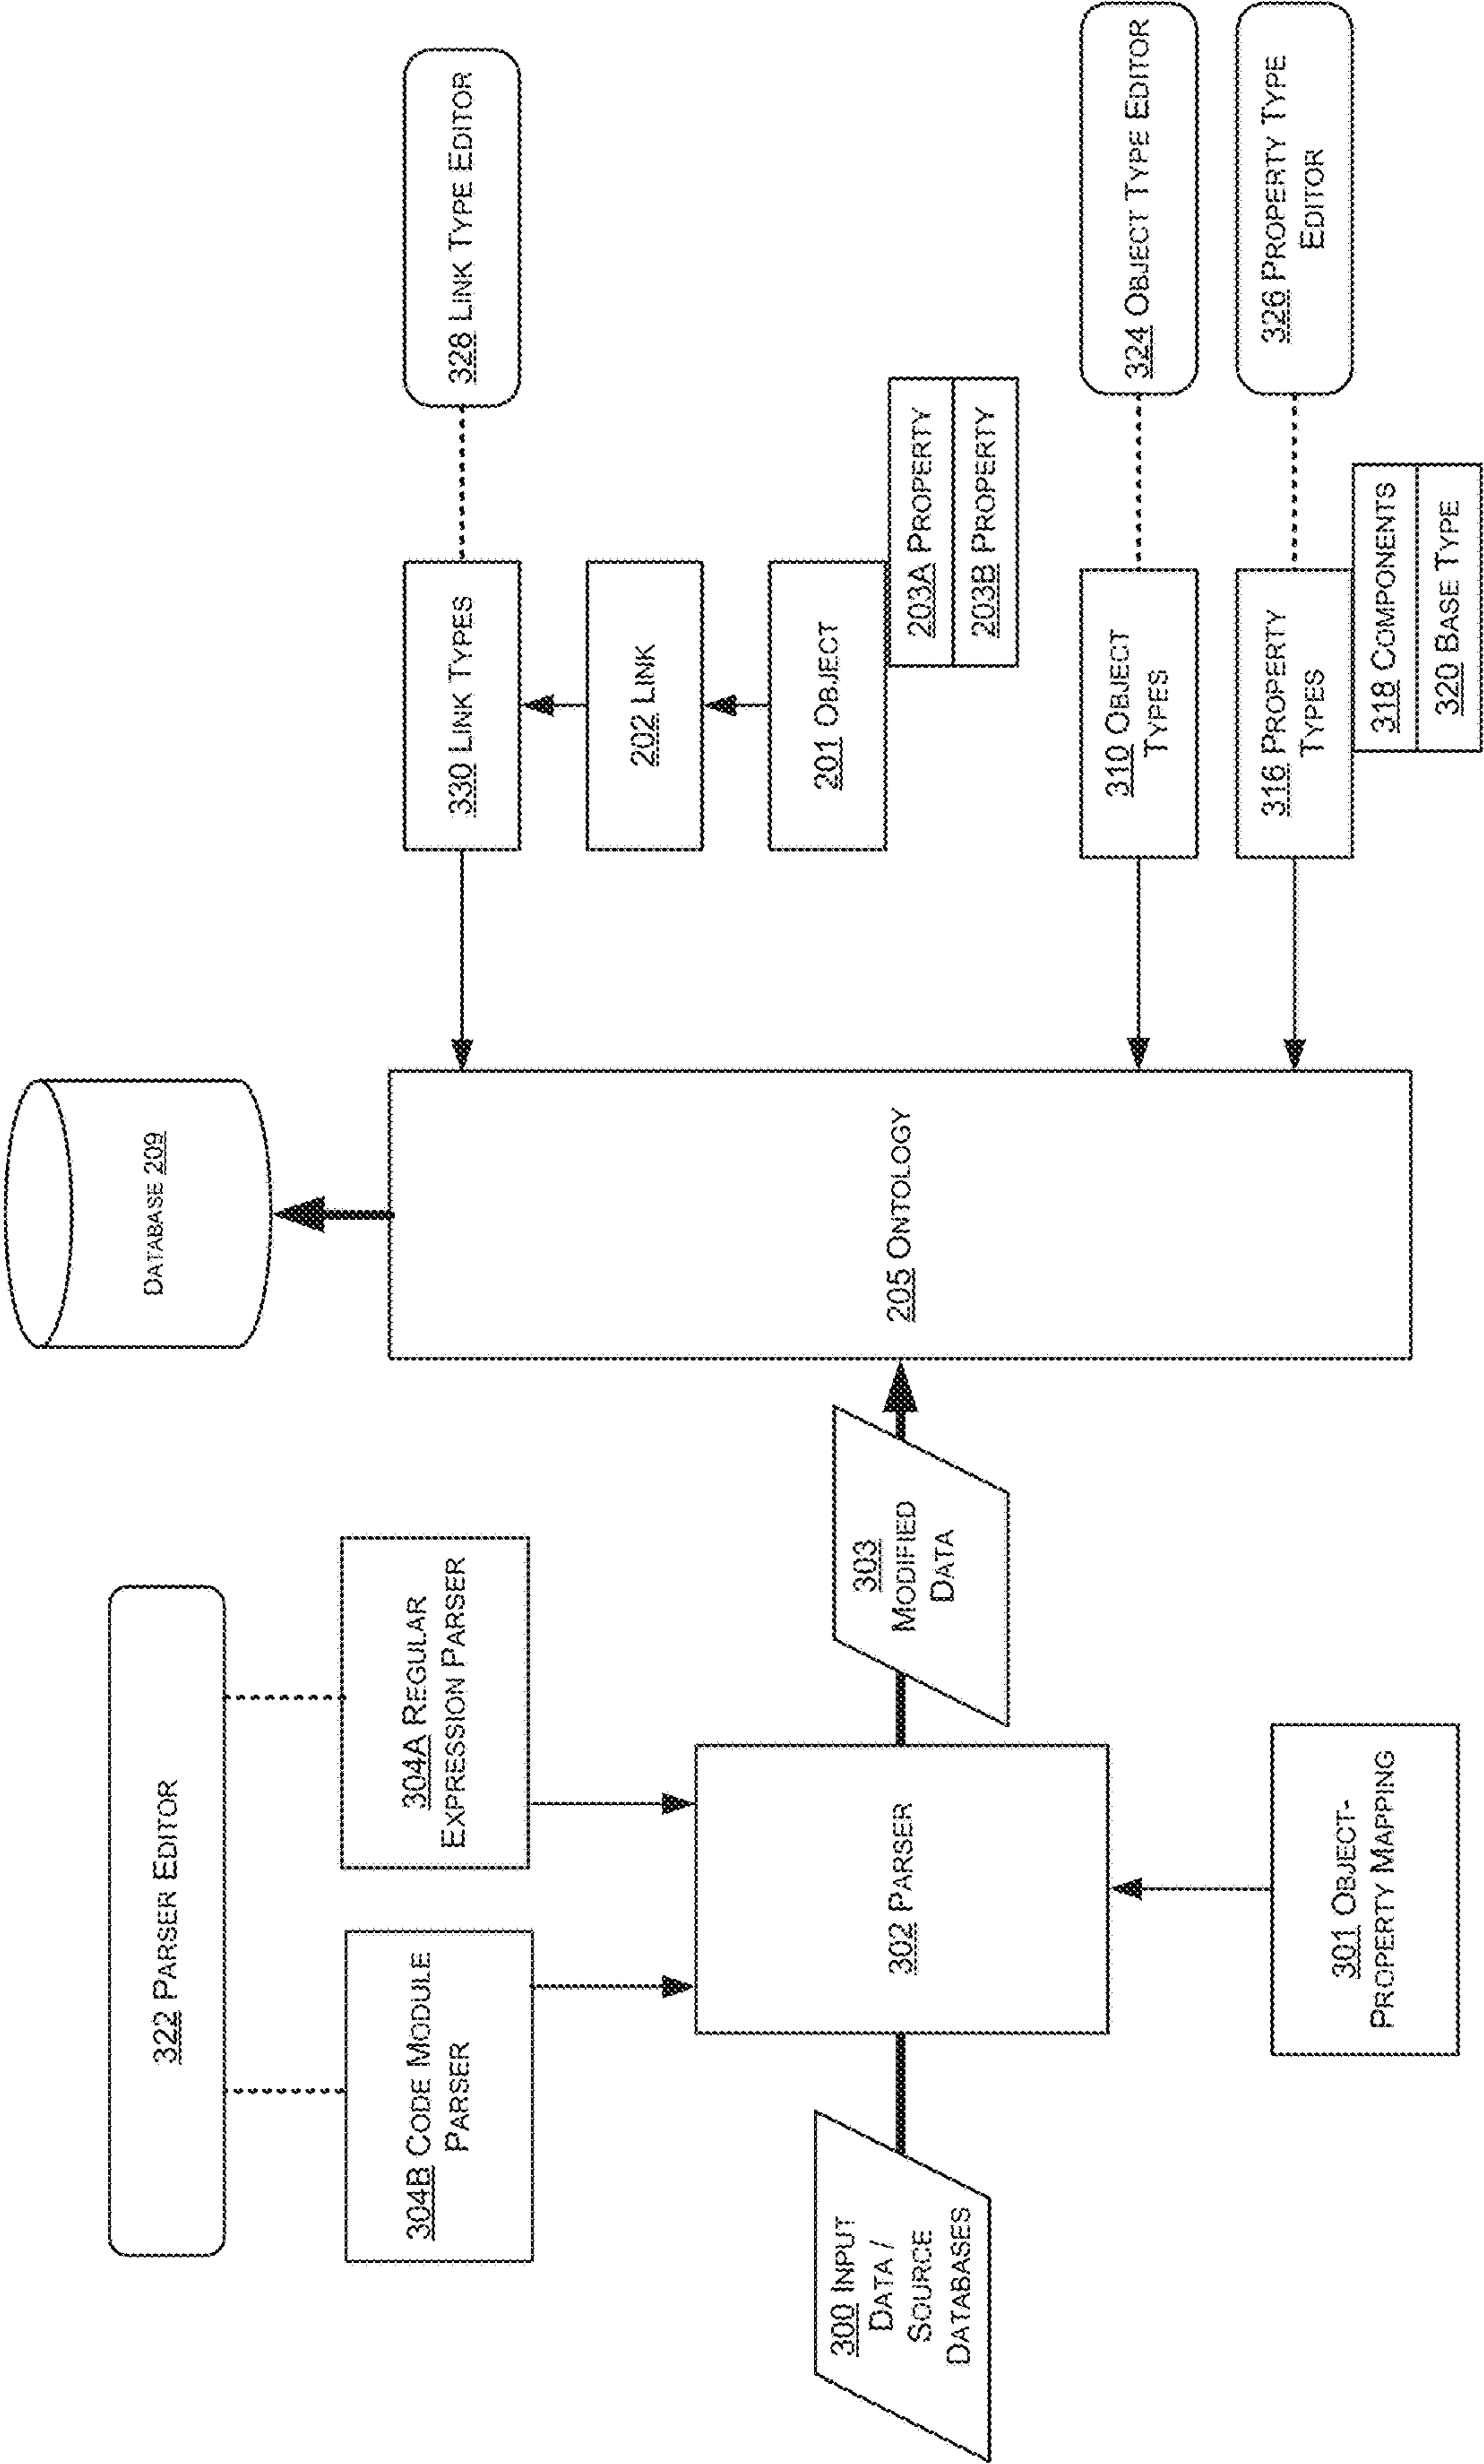 322 PARSER EDITOR
304B CODE MODULE
PARSER
304A REGULAR
EXPRESSION PARSER
300 INPUT
DATA /
SOURCE
DATABASES
302 PARSER
303
MODIFIED
DATA
301 OBJECT-
PROPERTY MAPPING
DATABASE 209
205 ONTOLOGY
330 LINK TYPES
328 LINK TYPE EDITOR
202 LINK
201 OBJECT
203A PROPERTY
203B PROPERTY
310 OBJECT
TYPES
324 OBJECT TYPE EDITOR
316 PROPERTY
TYPES
326 PROPERTY TYPE
EDITOR
318 COMPONENTS
320 BASE TYPE